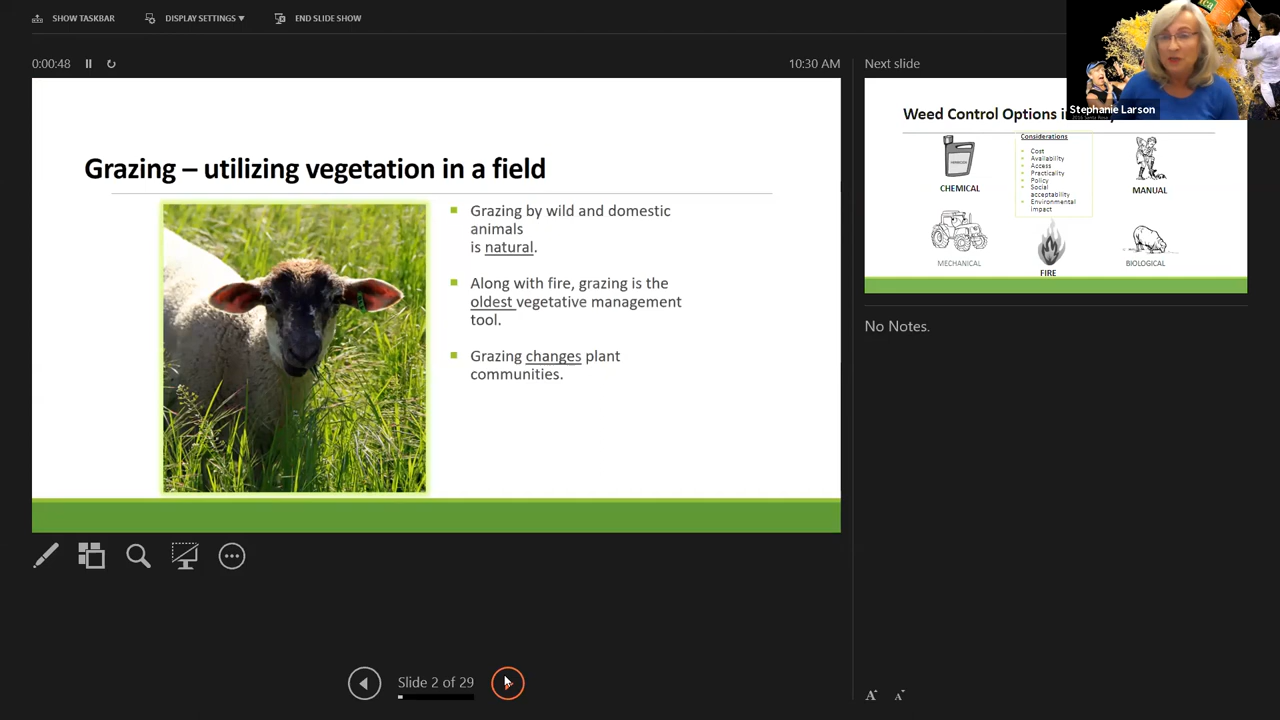 SHOW TASKBAR
DISPLAY SETTINGS ▾
END SLIDE SHOW
0:00:48
10:30 AM
Grazing – utilizing vegetation in a field
Grazing by wild and domestic
animals
is natural.
Along with fire, grazing is the
oldest vegetative management
tool.
Grazing changes plant
communities.
Slide 2 of 29
Next slide
Stephanie Larson
Weed Control Options
Considerations
Cost
Availability
Access
Practicality
Policy
Social
acceptability
Environmental
impact
CHEMICAL
MANUAL
MECHANICAL
FIRE
BIOLOGICAL
No Notes.
A
A